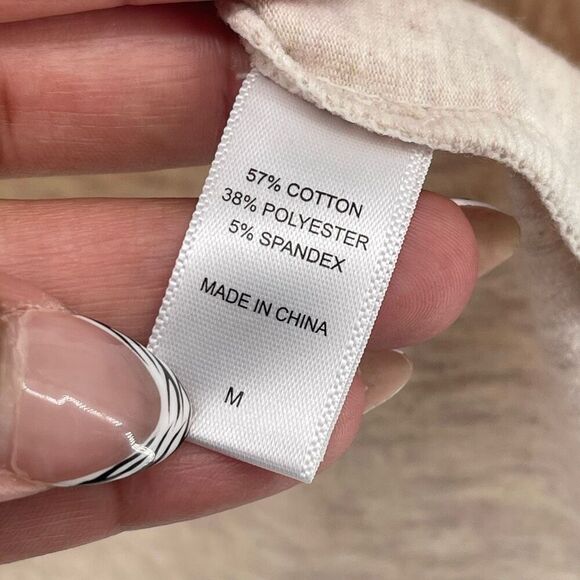 57% COTTON
38% POLYESTER
5% SPANDEX
MADE IN CHINA
M